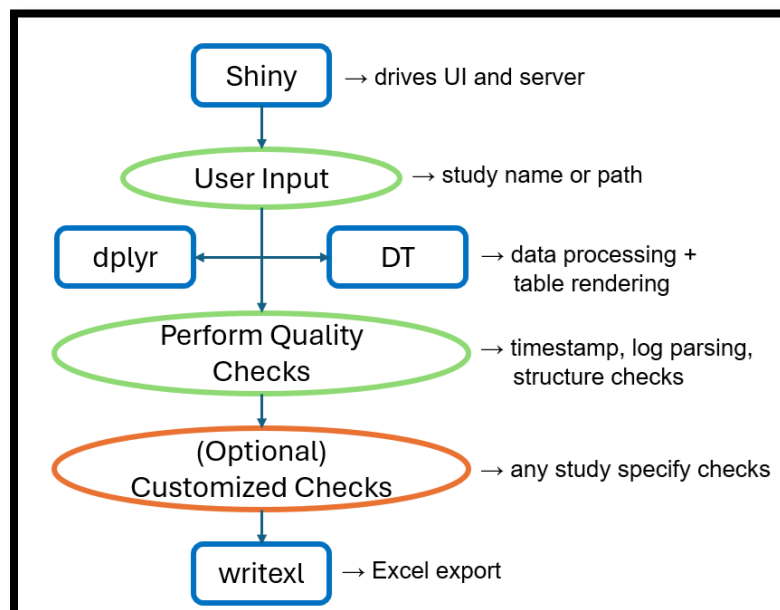 Shiny → drives UI and server
User Input → study name or path
dplyr DT → data processing +
table rendering
Perform Quality
Checks
→ timestamp, log parsing,
structure checks
(Optional)
Customized Checks → any study specify checks
writexl → Excel export